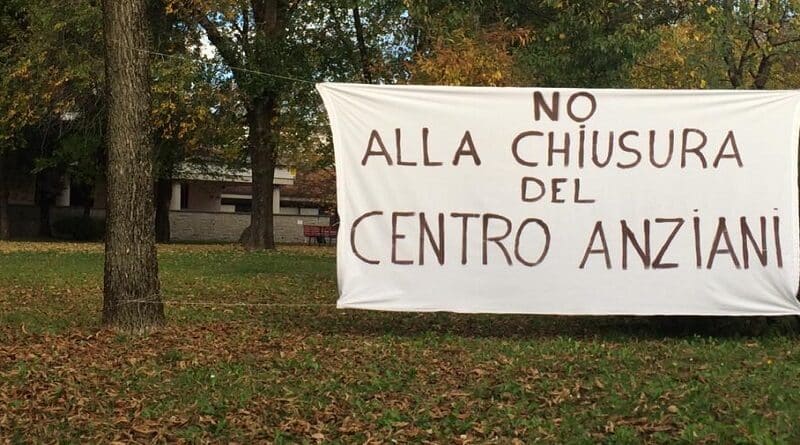 NO
ALLA CHIUSURA
DEL
CENTRO ANZIANI